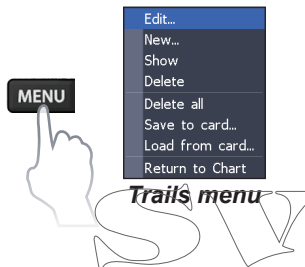 MENU
Edit...
New...
Show
Delete
Delete all
Save to card...
Load from card...
Return to Chart
Trails menu